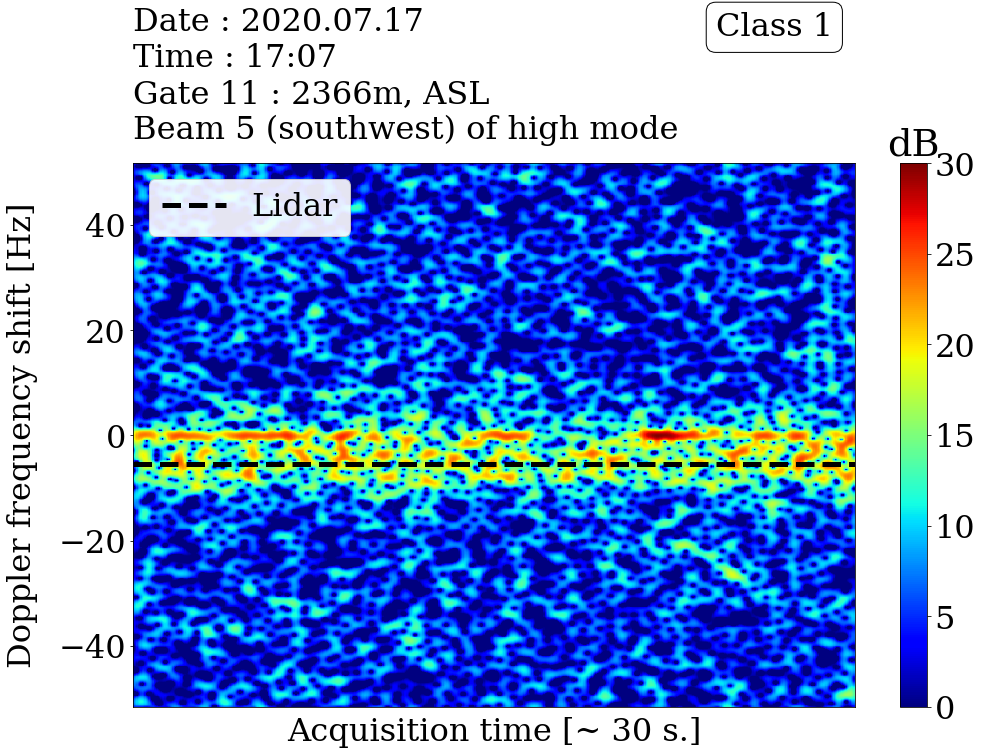 Date : 2020.07.17
Time : 17:07
Gate 11 : 2366m, ASL
Beam 5 (southwest) of high mode
Class 1
dB
Lidar
Doppler frequency shift [Hz]
40
20
0
−20
−40
30
25
20
15
10
5
0
Acquisition time [~ 30 s.]